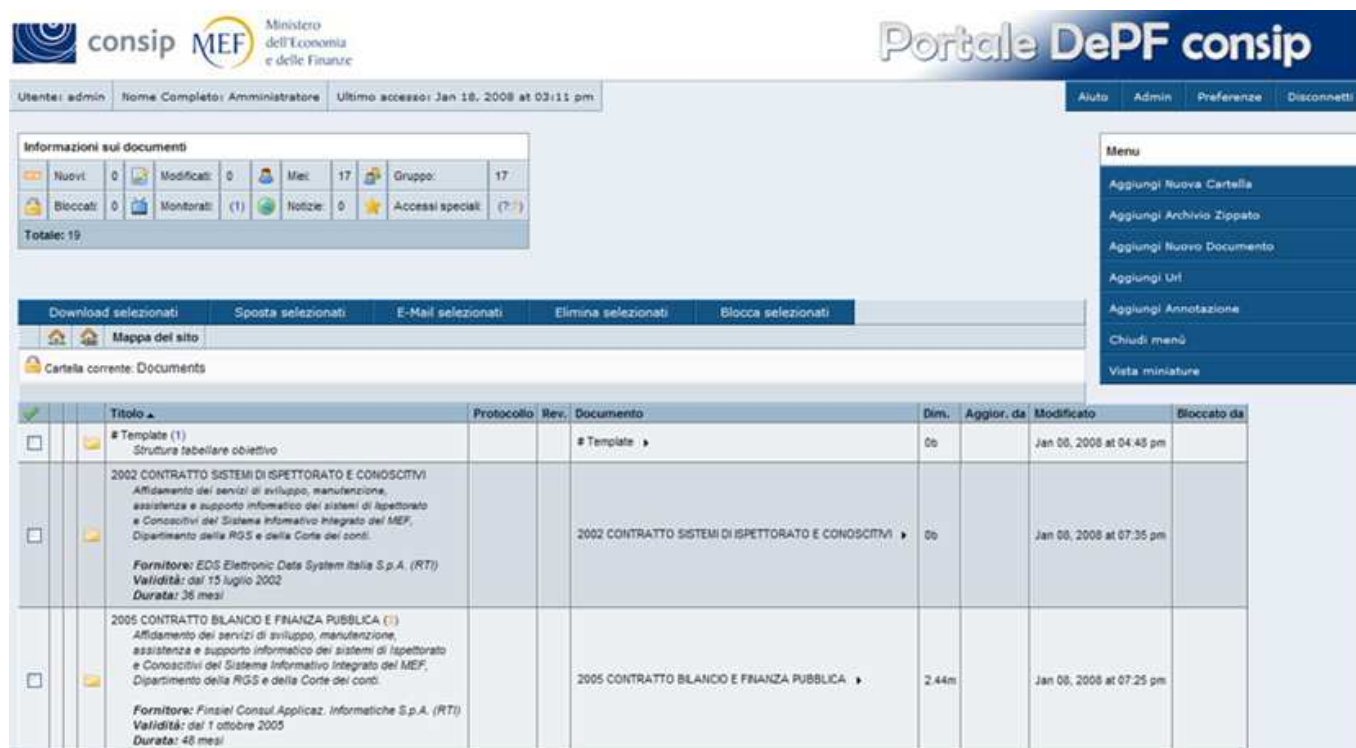 consip MEF Ministero
dell'Economia
e delle Finanze
Portale DePF consip
Utente: admin Nome Completo: Amministratore Ultimo accesso: Jan 18, 2008 at 03:11 pm
Aiuto Admin Preferenze Disconnetti
Informazioni sui documenti
Nuovi: 0 Modificati: 0 Miei: 17 Gruppo: 17
Bloccati: 0 Monitorati: (1) Notizie: 0 Accessi speciali:
Totale: 19
Menu
Aggiungi Nuova Cartella
Aggiungi Archivio Zippato
Aggiungi Nuovo Documento
Aggiungi Url
Aggiungi Annotazione
Chiudi menù
Vista miniature
Download selezionati Sposta selezionati E-Mail selezionati Elimina selezionati Blocca selezionati
Mappa del sito
Cartella corrente: Documents
Titolo Protocollo Rev. Documento Dim. Aggior. da Modificato Bloccato da
# Template (1)
Struttura tabellare obiettivo
# Template 0b Jan 08, 2008 at 04:48 pm
2002 CONTRATTO SISTEMI DI ISPETTORATO E CONOSCITIVI
Affidamento dei servizi di sviluppo, manutenzione,
assistenza e supporto informatico dei sistemi di Ispettorato
e Conoscitivi del Sistema Informativo Integrato del MEF,
Dipartimento della RGS e della Corte dei conti.
Fornitore: EDS Elettronic Data System Italia S.p.A. (RTI)
Validità: dal 15 luglio 2002
Durata: 36 mesi
2002 CONTRATTO SISTEMI DI ISPETTORATO E CONOSCITIVI 0b Jan 08, 2008 at 07:35 pm
2005 CONTRATTO BILANCIO E FINANZA PUBBLICA
Affidamento dei servizi di sviluppo, manutenzione,
assistenza e supporto informatico dei sistemi di Ispettorato
e Conoscitivi del Sistema Informativo Integrato del MEF,
Dipartimento della RGS e della Corte dei conti.
Fornitore: Finsiel Consul.Applicaz. Informatiche S.p.A. (RTI)
Validità: dal 1 ottobre 2005
Durata: 48 mesi
2005 CONTRATTO BILANCIO E FINANZA PUBBLICA 2.44m Jan 08, 2008 at 07:25 pm